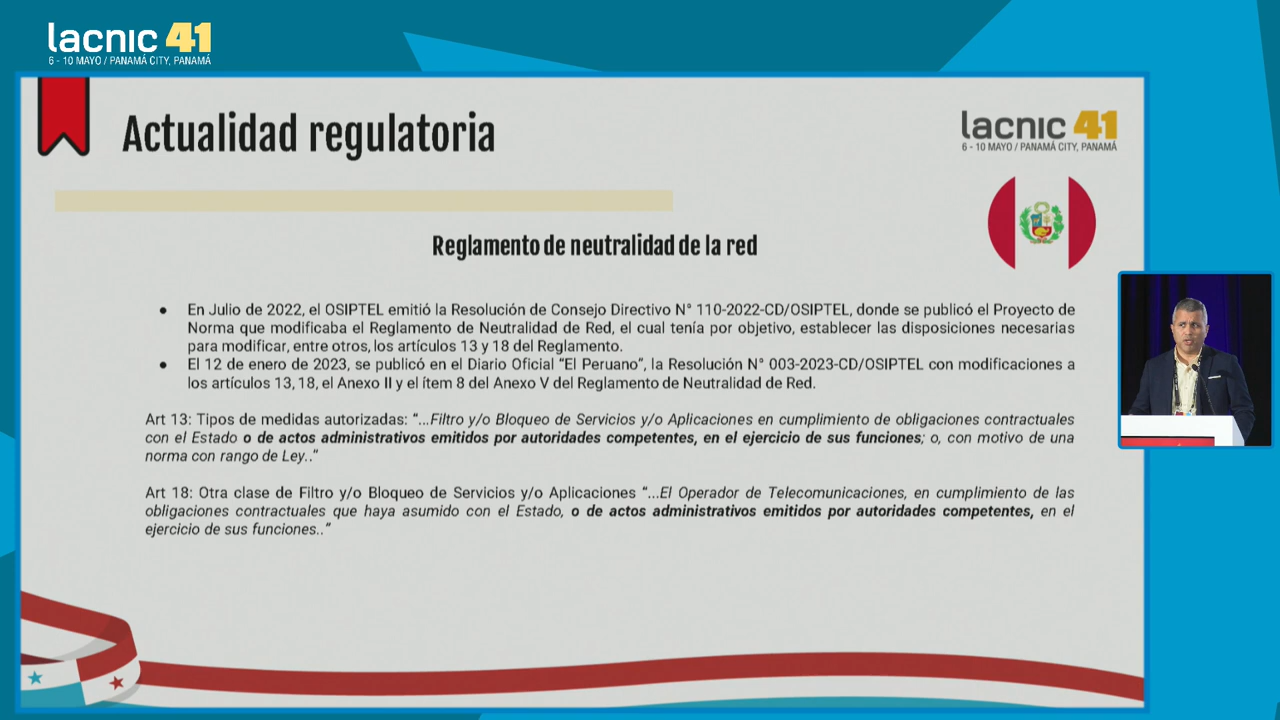 lacnic 41
6 - 10 MAYO / PANAMÁ CITY, PANAMÁ
Actualidad regulatoria
lacnic 41
6 - 10 MAYO / PANAMÁ CITY, PANAMÁ
Reglamento de neutralidad de la red
● En Julio de 2022, el OSIPTEL emitió la Resolución de Consejo Directivo N° 110-2022-CD/OSIPTEL, donde se publicó el Proyecto de
Norma que modificaba el Reglamento de Neutralidad de Red, el cual tenía por objetivo, establecer las disposiciones necesarias
para modificar, entre otros, los artículos 13 y 18 del Reglamento.
● El 12 de enero de 2023, se publicó en el Diario Oficial “El Peruano”, la Resolución N° 003-2023-CD/OSIPTEL con modificaciones a
los artículos 13, 18, el Anexo II y el ítem 8 del Anexo V del Reglamento de Neutralidad de Red.
Art 13: Tipos de medidas autorizadas: “...Filtro y/o Bloqueo de Servicios y/o Aplicaciones en cumplimiento de obligaciones contractuales
con el Estado o de actos administrativos emitidos por autoridades competentes, en el ejercicio de sus funciones; o, con motivo de una
norma con rango de Ley..”
Art 18: Otra clase de Filtro y/o Bloqueo de Servicios y/o Aplicaciones “...El Operador de Telecomunicaciones, en cumplimiento de las
obligaciones contractuales que haya asumido con el Estado, o de actos administrativos emitidos por autoridades competentes, en el
ejercicio de sus funciones..”